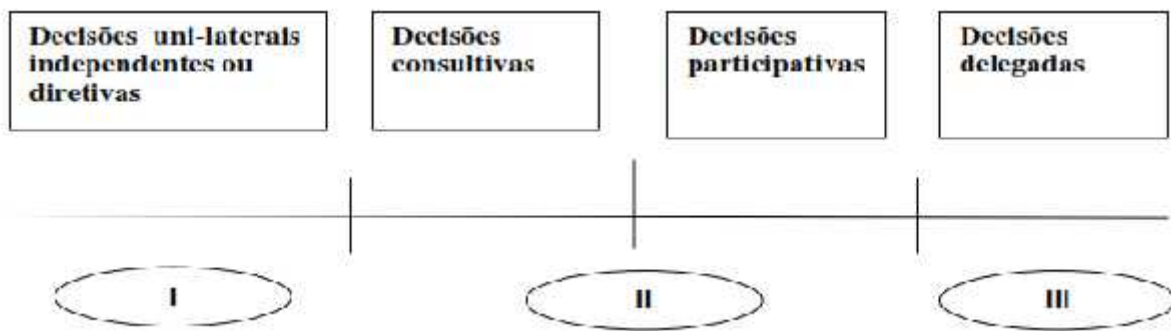 Decisões uni-laterais
independentes ou
diretivas
Decisões
consultivas
Decisões
participativas
Decisões
delegadas
I
II
III